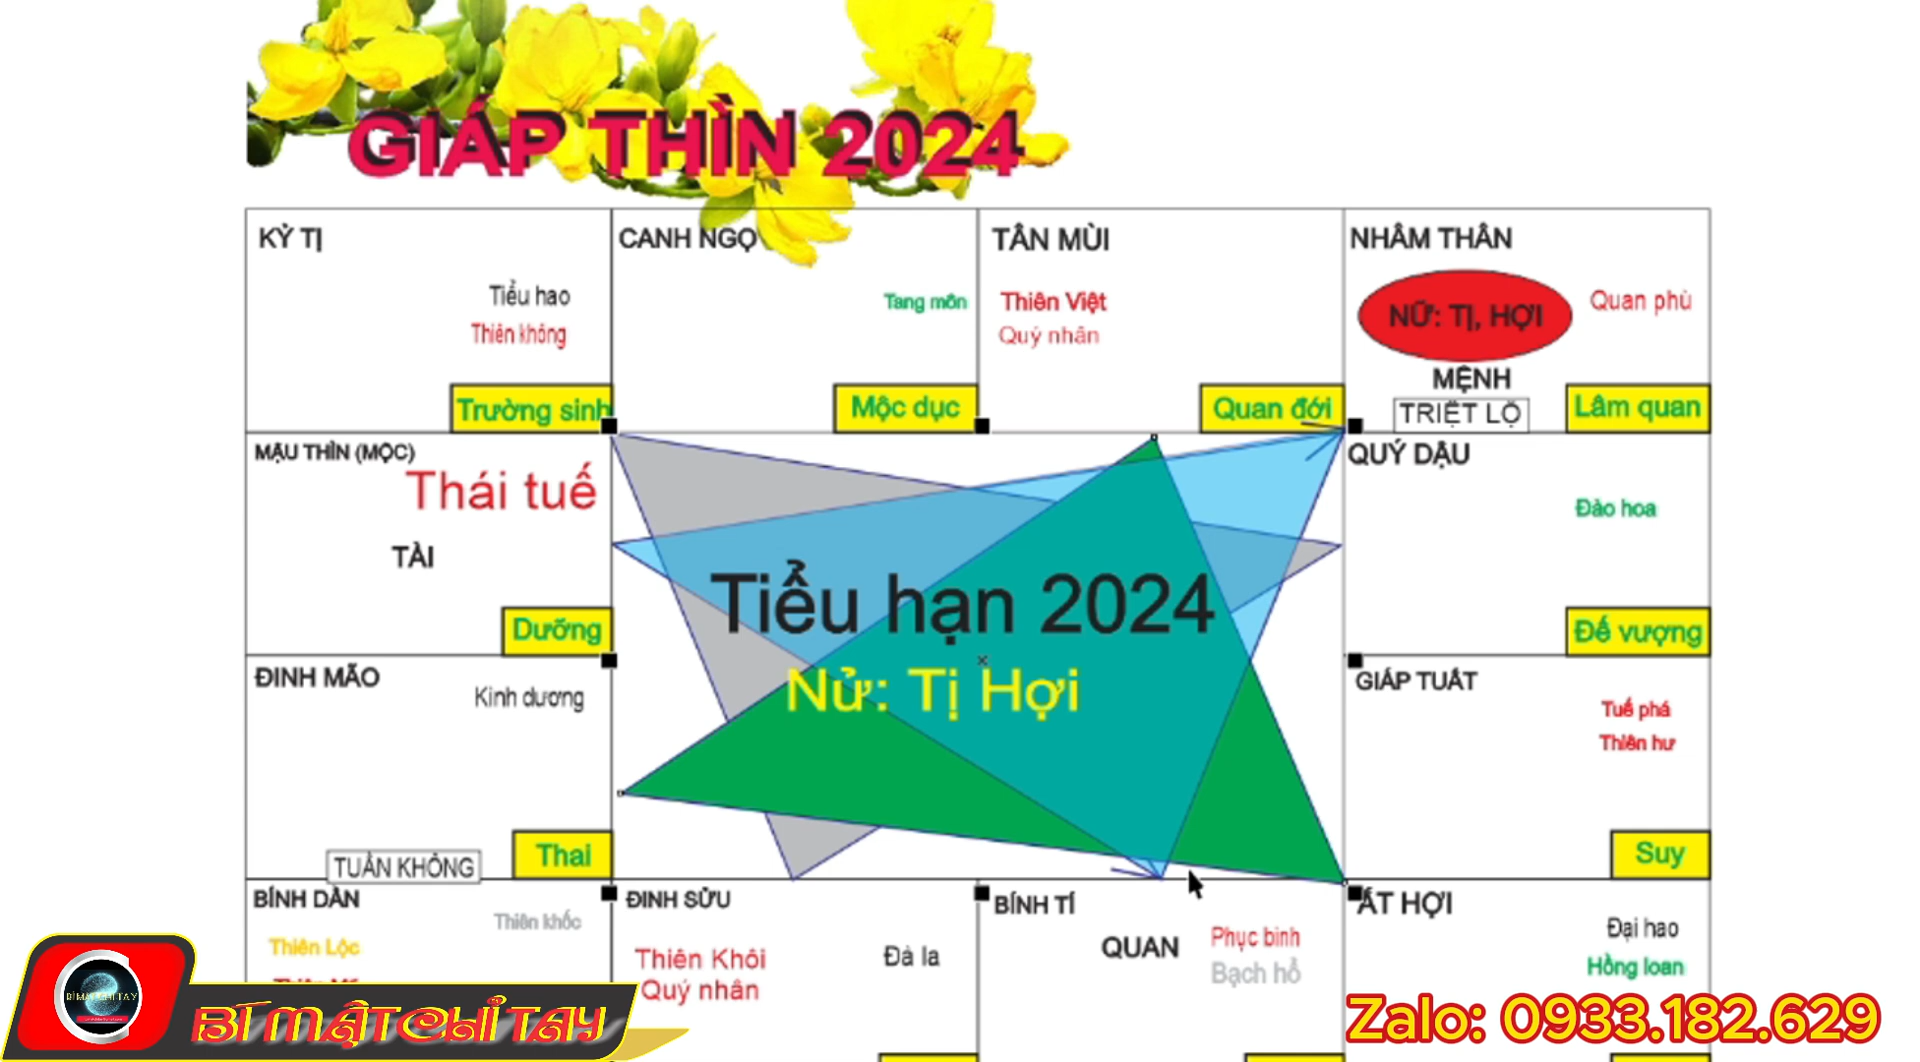 GIÁP THÌN 2024
KỶ TỊ
Tiểu hao
Thiên không
Trường sinh
CANH NGỌ
Tang môn
Mộc dục
TÂN MÙI
Thiên Việt
Quý nhân
Quan đới
NHÂM THÂN
NỮ: TỊ, HỢI
Quan phù
MỆNH
TRIỆT LỘ
Lâm quan
MẬU THÌN (MỘC)
Thái tuế
TÀI
Dưỡng
QUÝ DẬU
Đào hoa
Đế vượng
Tiểu hạn 2024
Nử: Tị Hợi
ĐINH MÃO
Kình dương
TUẦN KHÔNG
Thai
GIÁP TUẤT
Tuế phá
Thiên hư
Suy
BÍNH DẦN
Thiên khốc
Thiên Lộc
ĐINH SỬU
Thiên Khôi
Quý nhân
Đà la
BÍNH TÍ
QUAN
Phục binh
Bạch hổ
ẤT HỢI
Đại hao
Hồng loan
BÍ MẬT CHỈ TAY
BÍ MẬT CHỈ TAY
Zalo: 0933.182.629